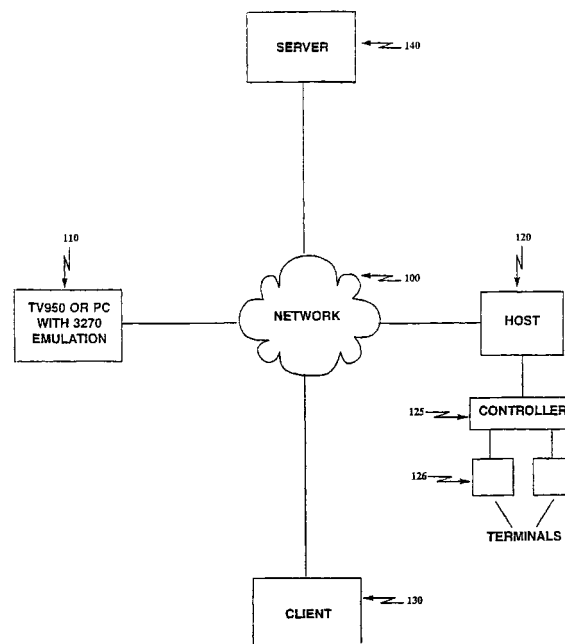 SERVER
140
110
TV950 OR PC
WITH 3270
EMULATION
100
NETWORK
120
HOST
125
CONTROLLER
126
TERMINALS
CLIENT
130